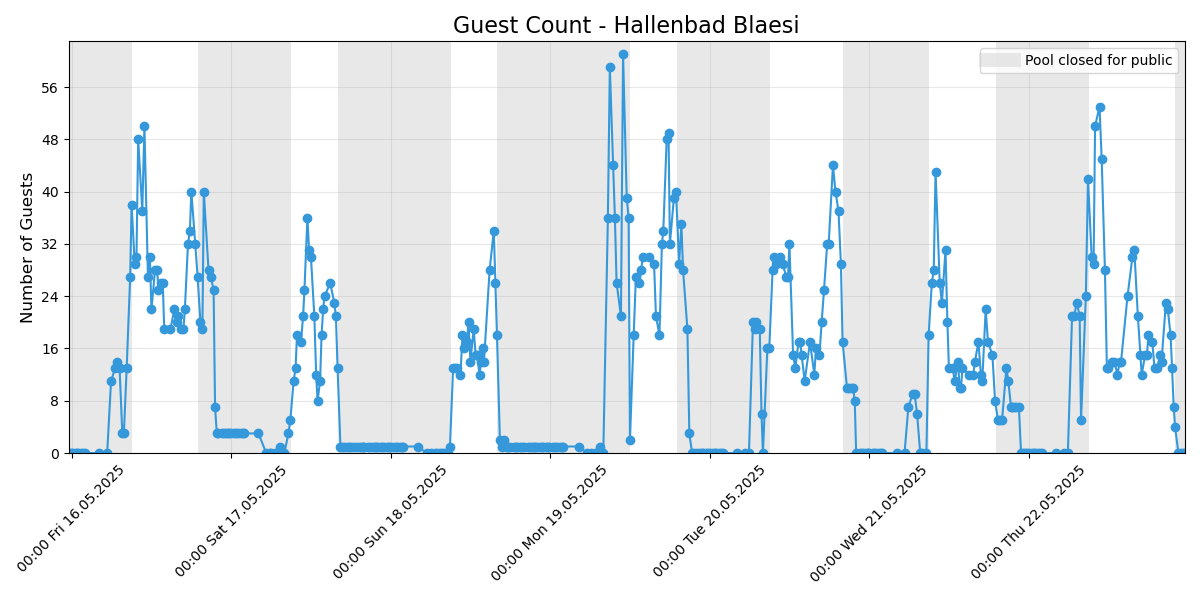 Guest Count - Hallenbad Blaesi
Pool closed for public
Number of Guests
56
48
40
32
24
16
8
0
00:00 Fri 16.05.2025
00:00 Sat 17.05.2025
00:00 Sun 18.05.2025
00:00 Mon 19.05.2025
00:00 Tue 20.05.2025
00:00 Wed 21.05.2025
00:00 Thu 22.05.2025